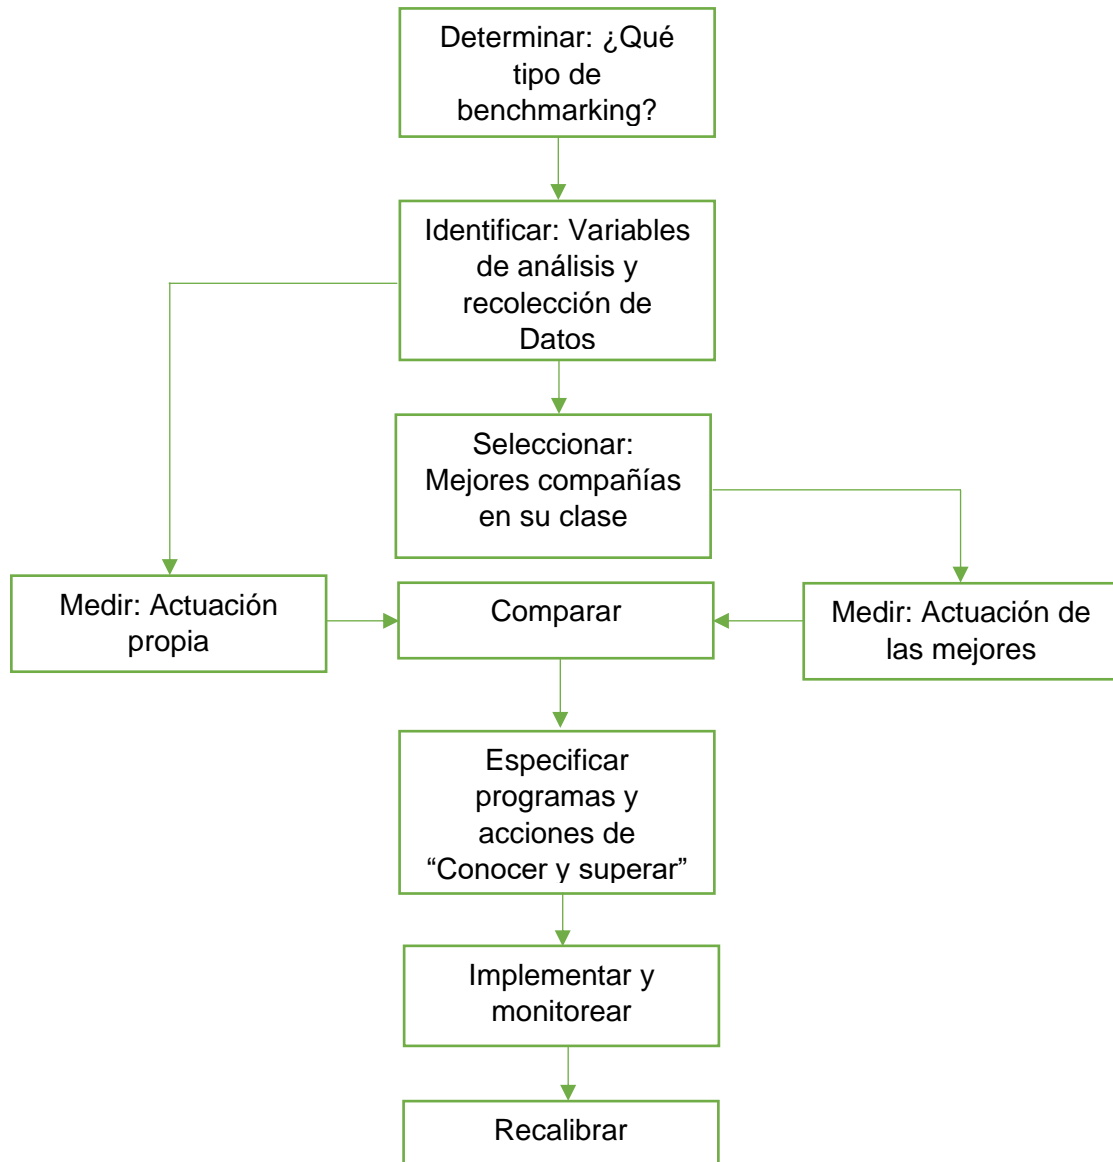 Determinar: ¿Qué
tipo de
benchmarking?
Identificar: Variables
de análisis y
recolección de
Datos
Seleccionar:
Mejores compañías
en su clase
Medir: Actuación
propia
Comparar
Medir: Actuación de
las mejores
Especificar
programas y
acciones de
“Conocer y superar”
Implementar y
monitorear
Recalibrar